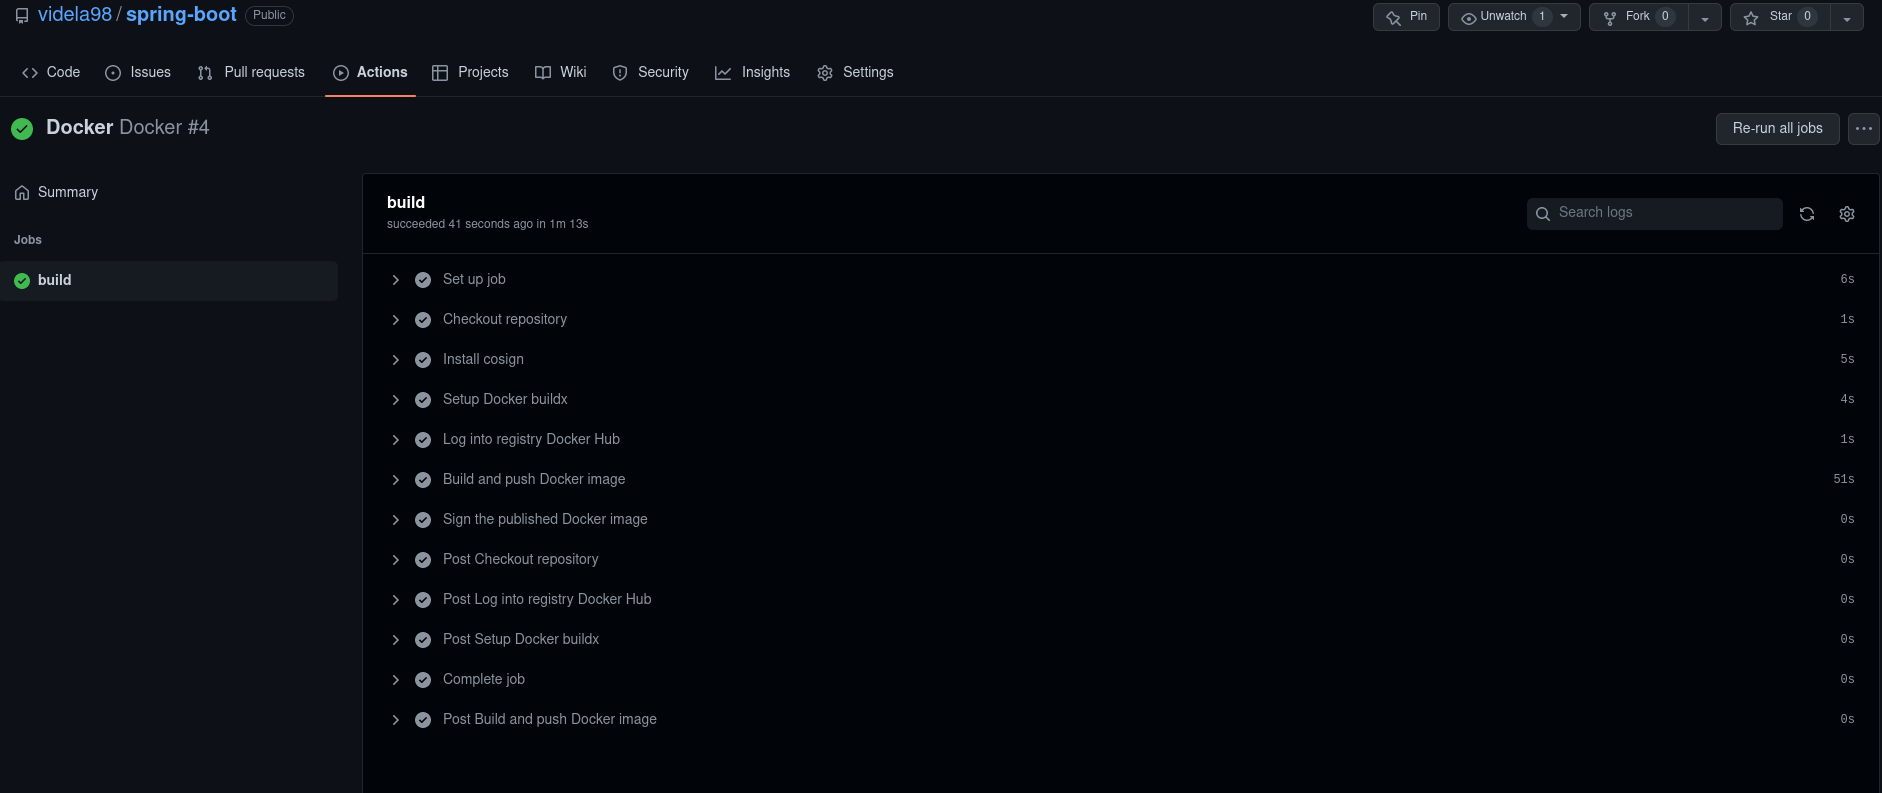 videla98 / spring-boot Public Pin Unwatch 1 Fork 0 Star 0
Code Issues Pull requests Actions Projects Wiki Security Insights Settings
Docker Docker #4 Re-run all jobs ...
Summary
Jobs
build
build
succeeded 41 seconds ago in 1m 13s
Search logs
Set up job 6s
Checkout repository 1s
Install cosign 5s
Setup Docker buildx 4s
Log into registry Docker Hub 1s
Build and push Docker image 51s
Sign the published Docker image 0s
Post Checkout repository 0s
Post Log into registry Docker Hub 0s
Post Setup Docker buildx 0s
Complete job 0s
Post Build and push Docker image 0s